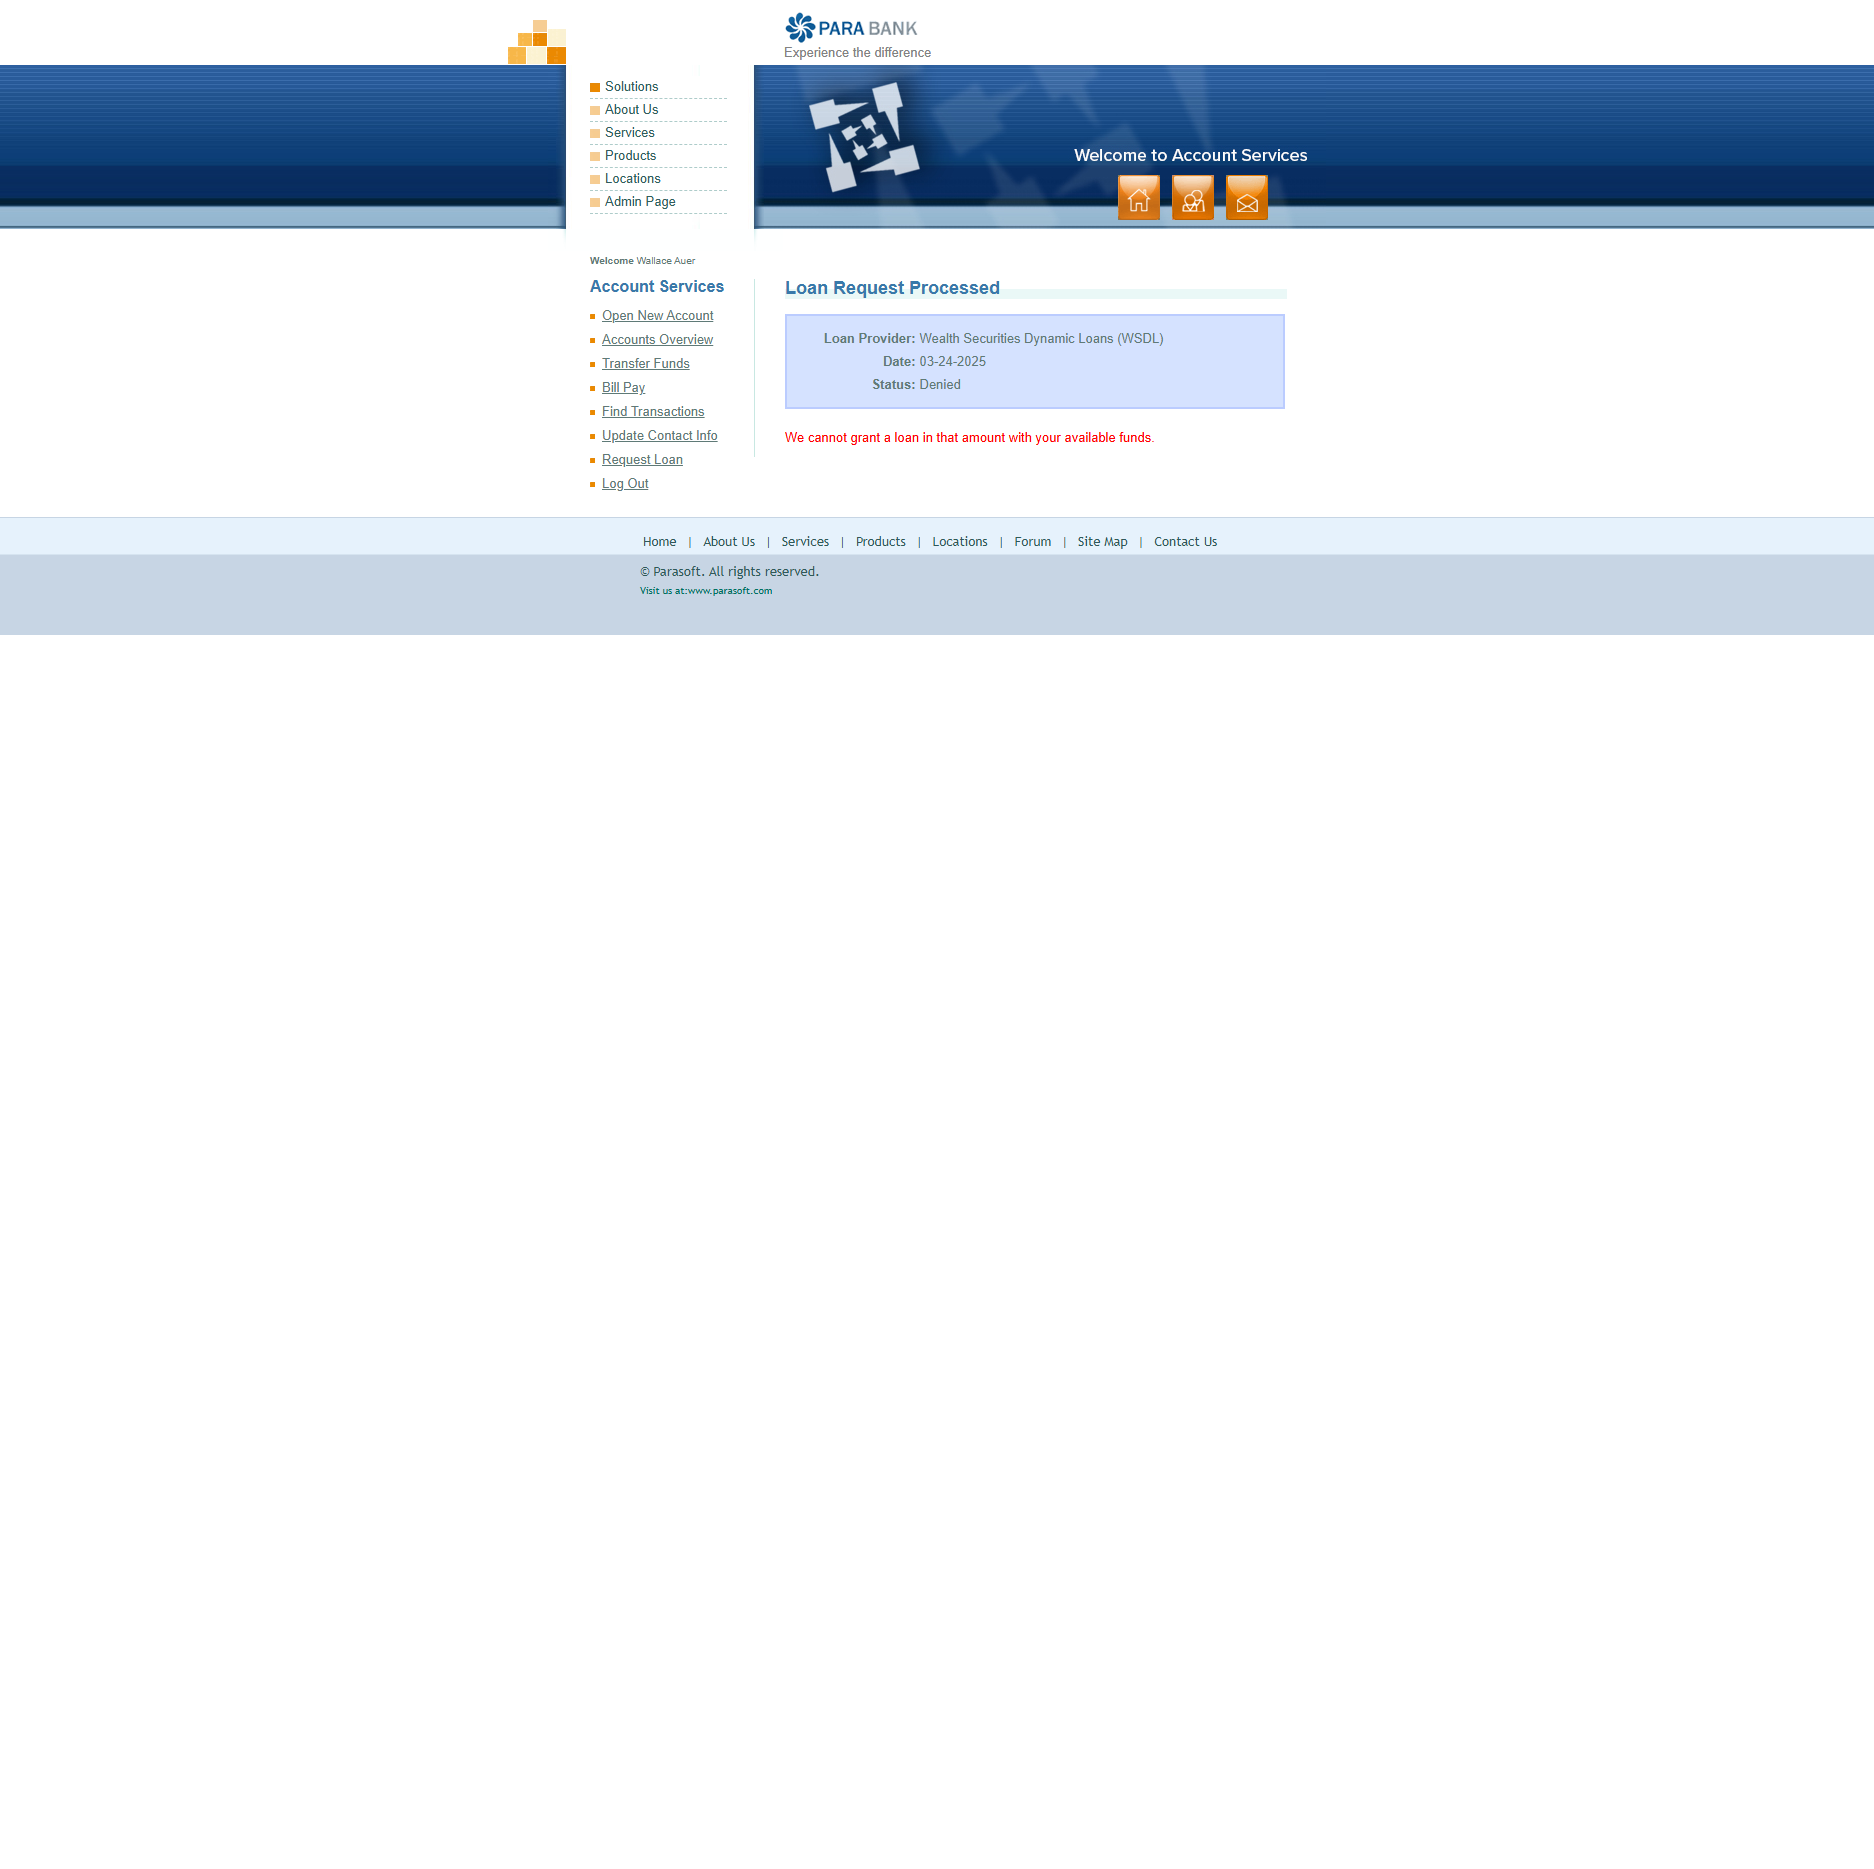 PARA BANK
Experience the difference
Solutions
About Us
Services
Products
Locations
Admin Page
Welcome to Account Services
Welcome Wallace Auer
Account Services
Open New Account
Accounts Overview
Transfer Funds
Bill Pay
Find Transactions
Update Contact Info
Request Loan
Log Out
Loan Request Processed
Loan Provider: Wealth Securities Dynamic Loans (WSDL)
Date: 03-24-2025
Status: Denied
We cannot grant a loan in that amount with your available funds.
Home | About Us | Services | Products | Locations | Forum | Site Map | Contact Us
© Parasoft. All rights reserved.
Visit us at:www.parasoft.com